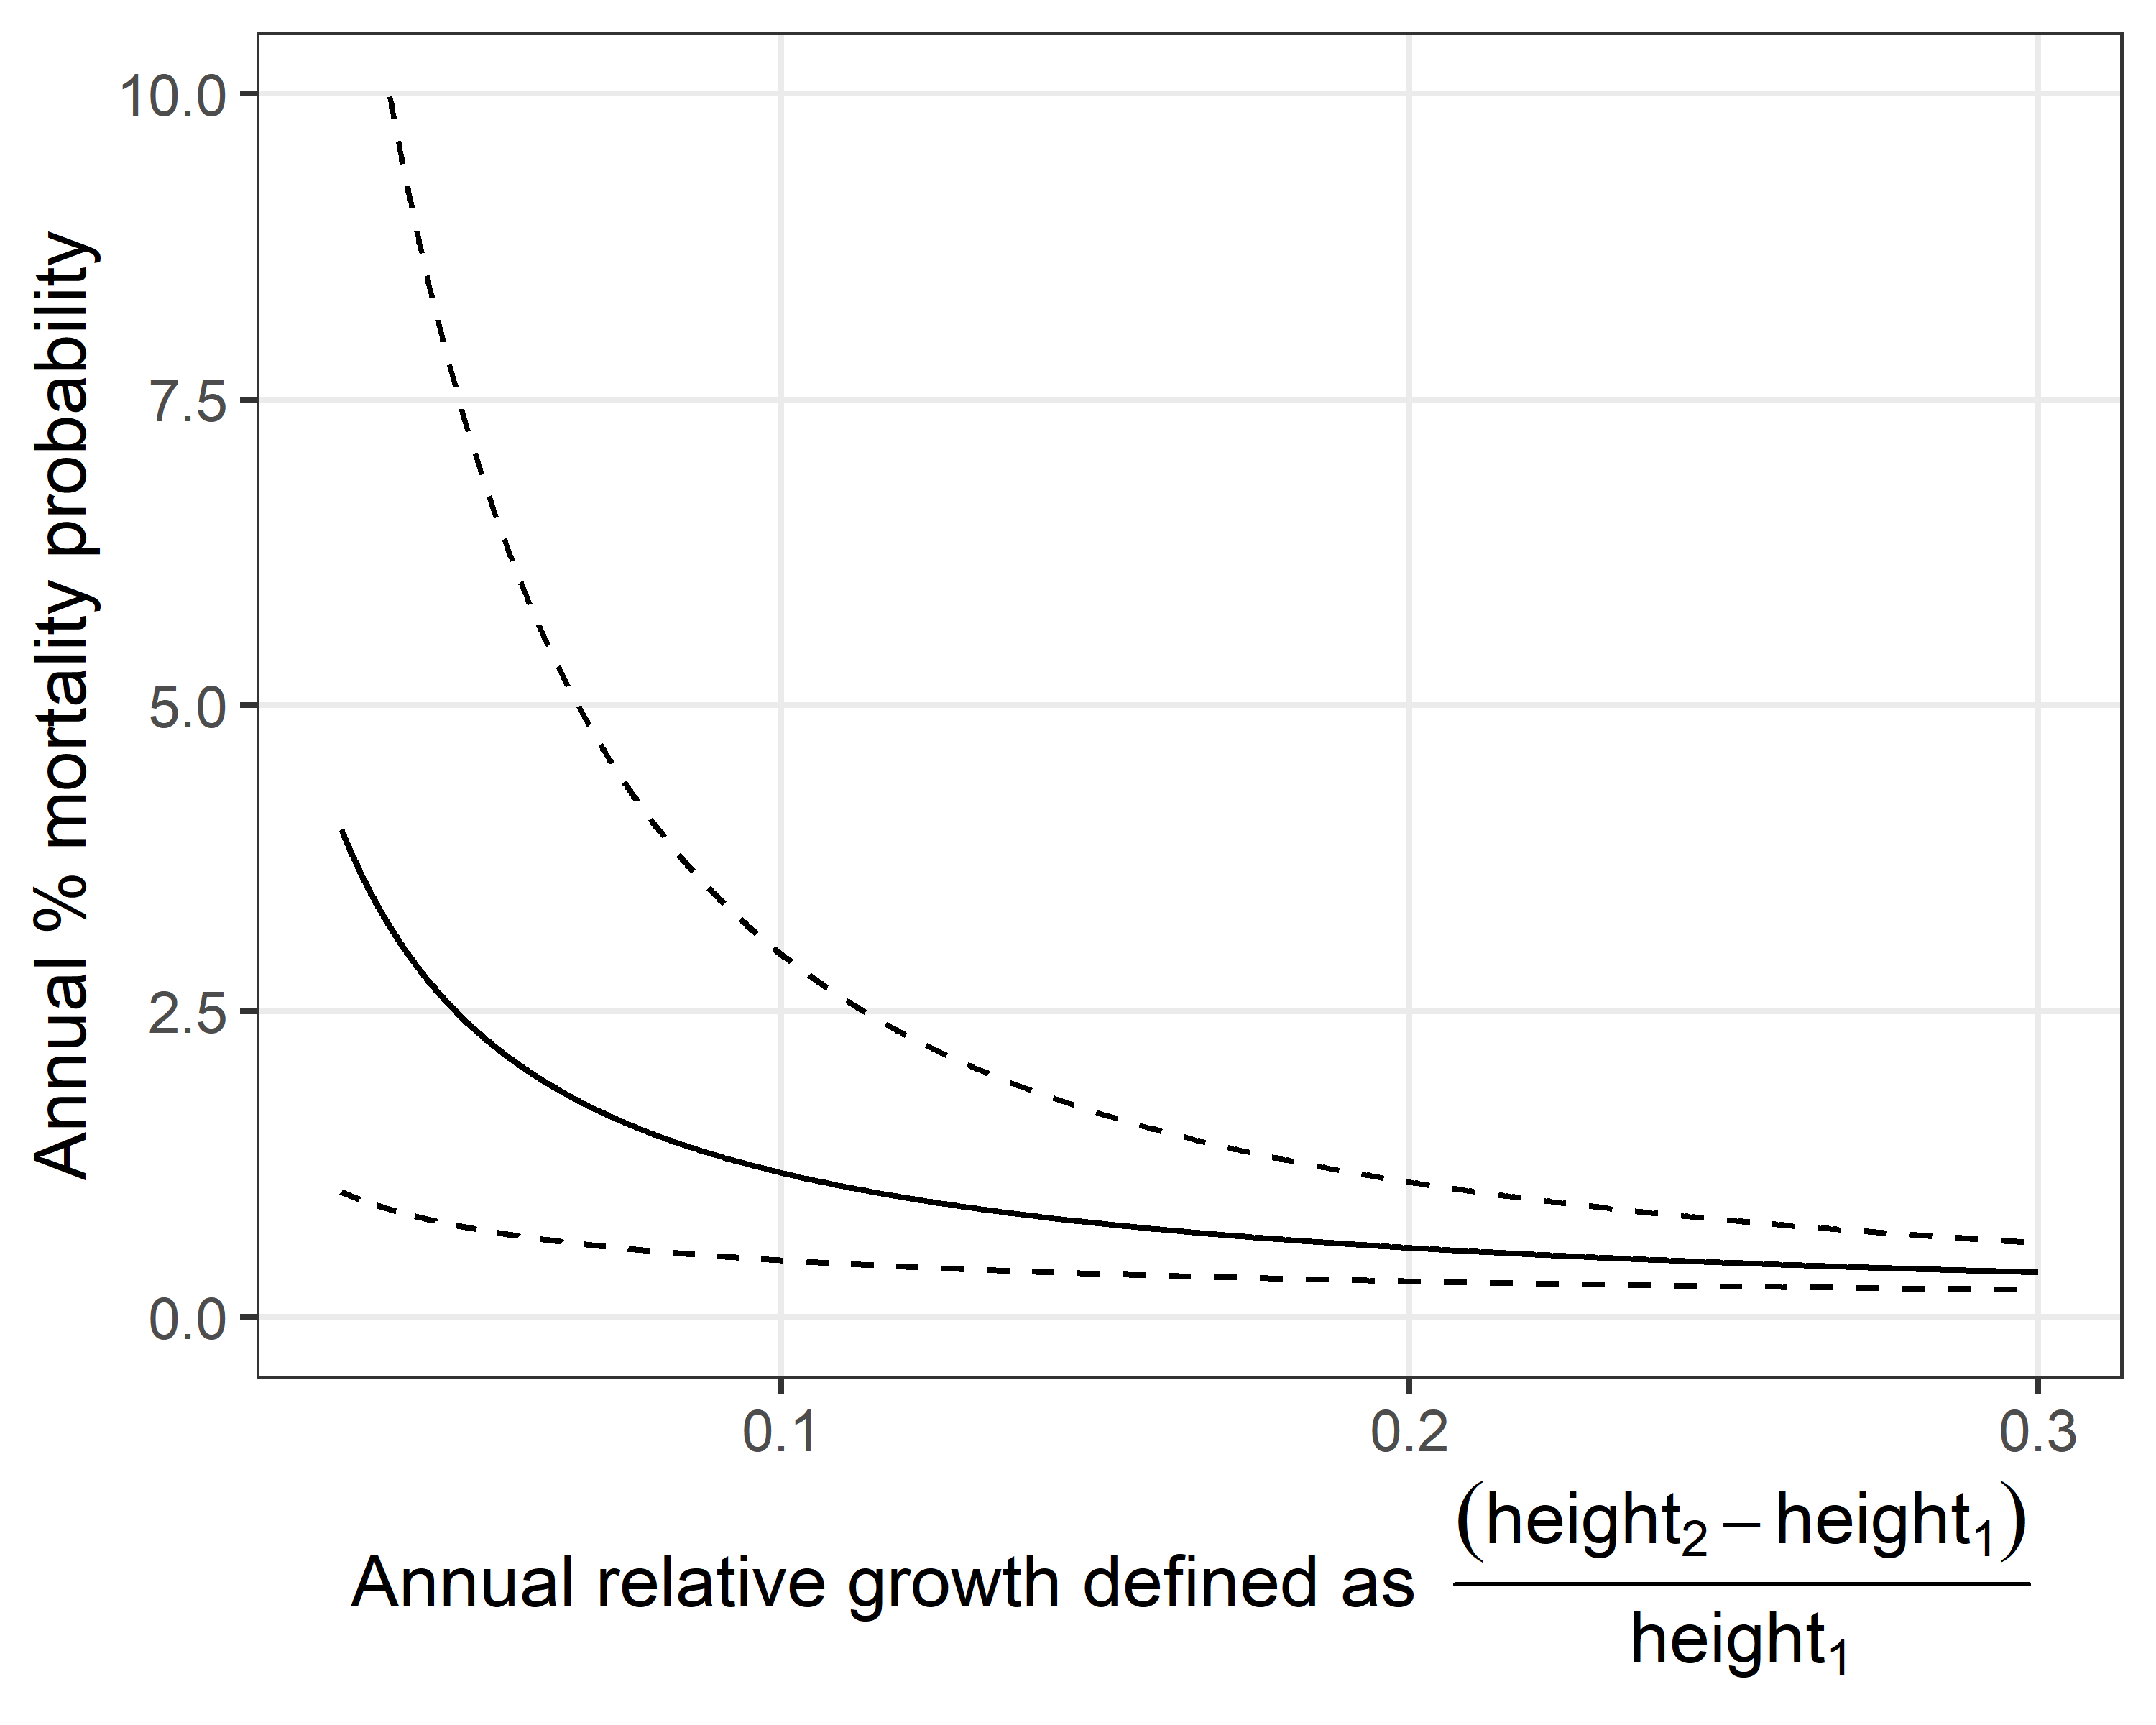 Annual % mortality probability
10.0
7.5
5.0
2.5
0.0
0.1 0.2 0.3
Annual relative growth defined as (height₂ − height₁)
height₁